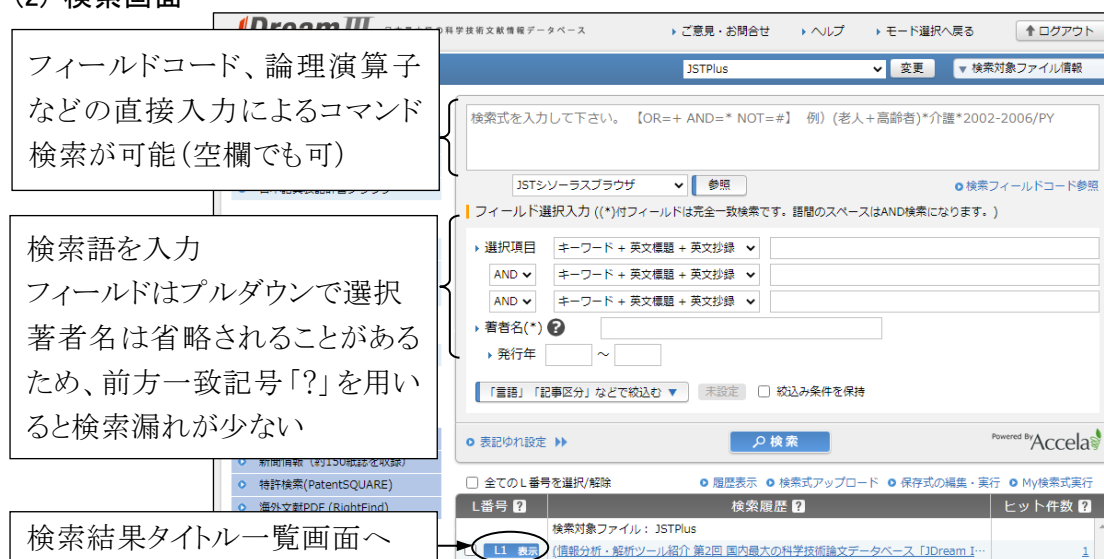 (2) 検索画面
JDream III 日本最大級の科学技術文献情報データベース
ご意見・お問合せ
ヘルプ
モード選択へ戻る
ログアウト
JSTPlus
変更
検索対象ファイル情報
フィールドコード、論理演算子
などの直接入力によるコマンド
検索が可能(空欄でも可)
検索式を入力して下さい。 【OR=+ AND=* NOT=#】 例）(老人+高齢者)*介護*2002-2006/PY
JSTシソーラスブラウザ
参照
検索フィールドコード参照
フィールド選択入力 ((*)付フィールドは完全一致検索です。語間のスペースはAND検索になります。)
検索語を入力
フィールドはプルダウンで選択
著者名は省略されることがある
ため、前方一致記号「?」を用い
ると検索漏れが少ない
選択項目 キーワード + 英文標題 + 英文抄録
AND キーワード + 英文標題 + 英文抄録
AND キーワード + 英文標題 + 英文抄録
著者名(*) ?
発行年 ～
「言語」「記事区分」などで絞込む ▼ 未設定 絞込み条件を保持
表記ゆれ設定
検索
Powered By Accela
新聞情報（約150紙誌を収録）
特許検索(PatentSQUARE)
海外文献PDF (RightFind)
全てのL番号を選択/解除
履歴表示
検索式アップロード
保存式の編集・実行
My検索式実行
L番号 ? 検索履歴 ? ヒット件数 ?
検索対象ファイル： JSTPlus
検索結果タイトル一覧画面へ
L1 表示 (情報分析・解析ツール紹介 第2回 国内最大の科学技術論文データベース「JDream I… 1